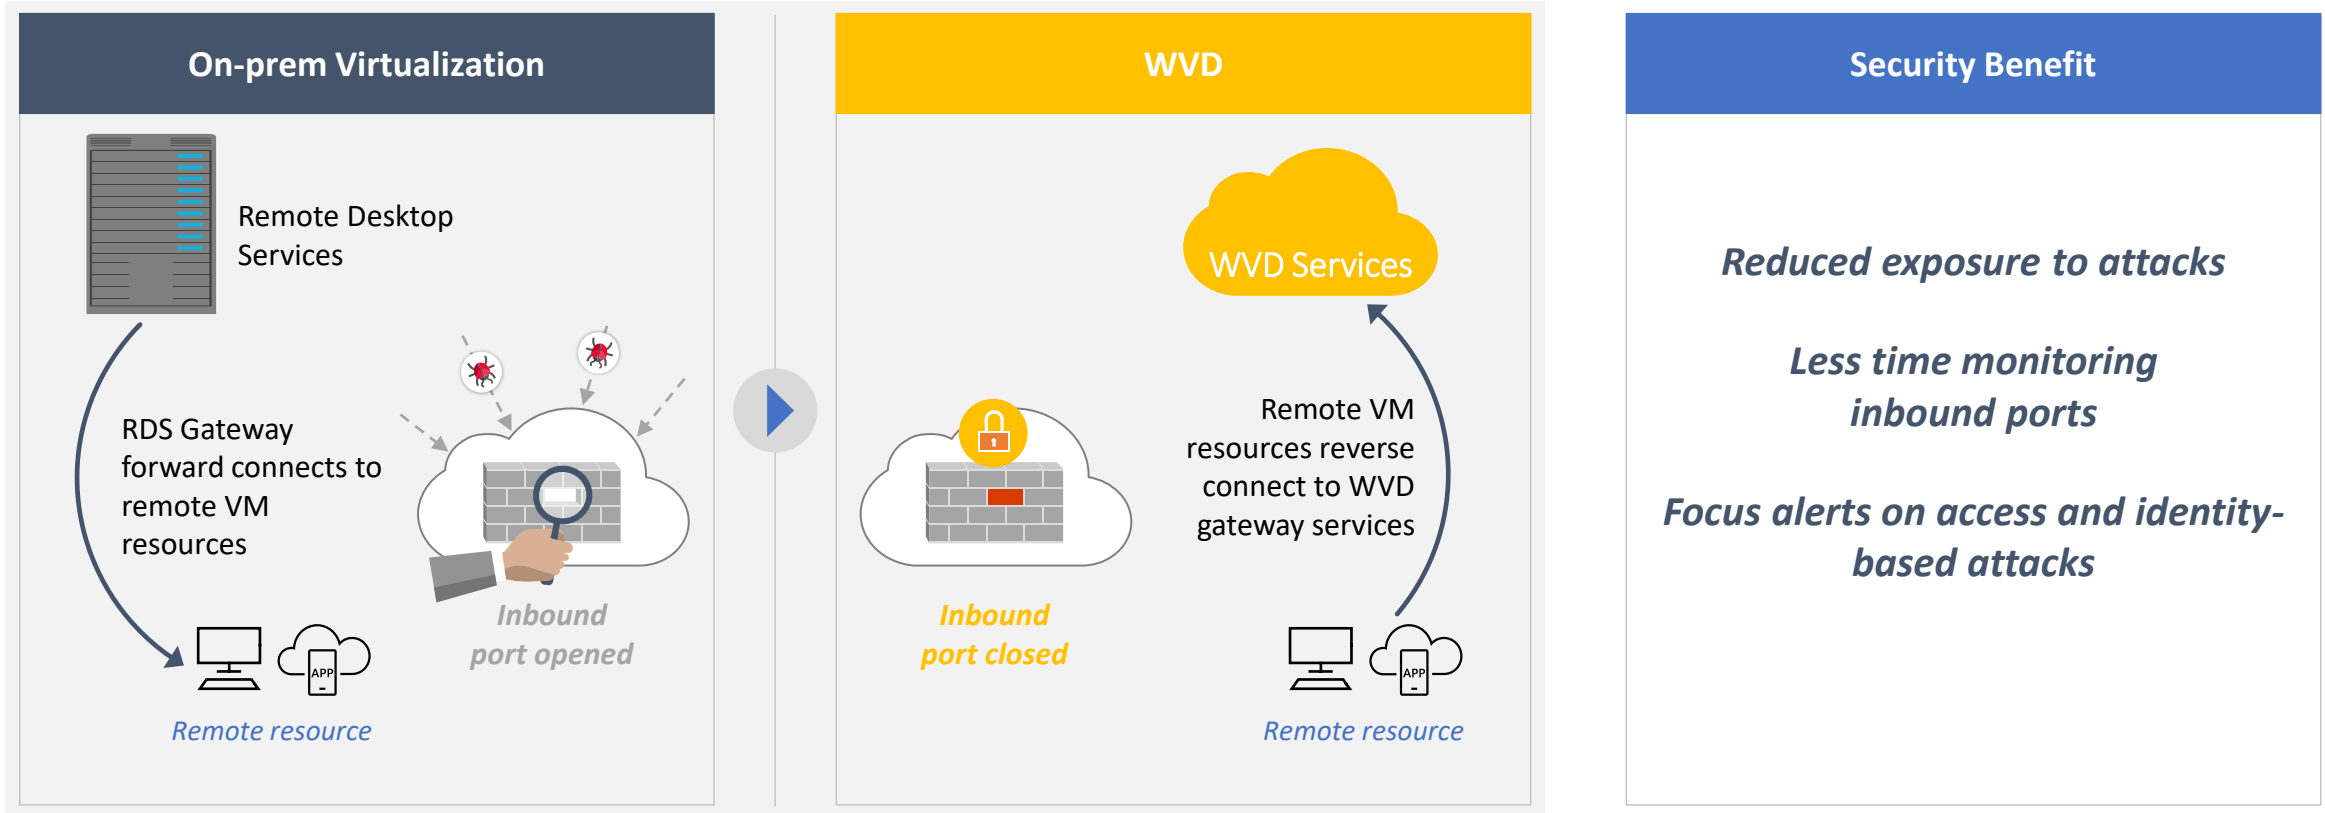 On-prem Virtualization
Remote Desktop
Services
RDS Gateway
forward connects to
remote VM
resources
Inbound
port opened
APP
Remote resource
WVD
WVD Services
Remote VM
resources reverse
connect to WVD
gateway services
Inbound
port closed
APP
Remote resource
Security Benefit
Reduced exposure to attacks
Less time monitoring
inbound ports
Focus alerts on access and identity-
based attacks